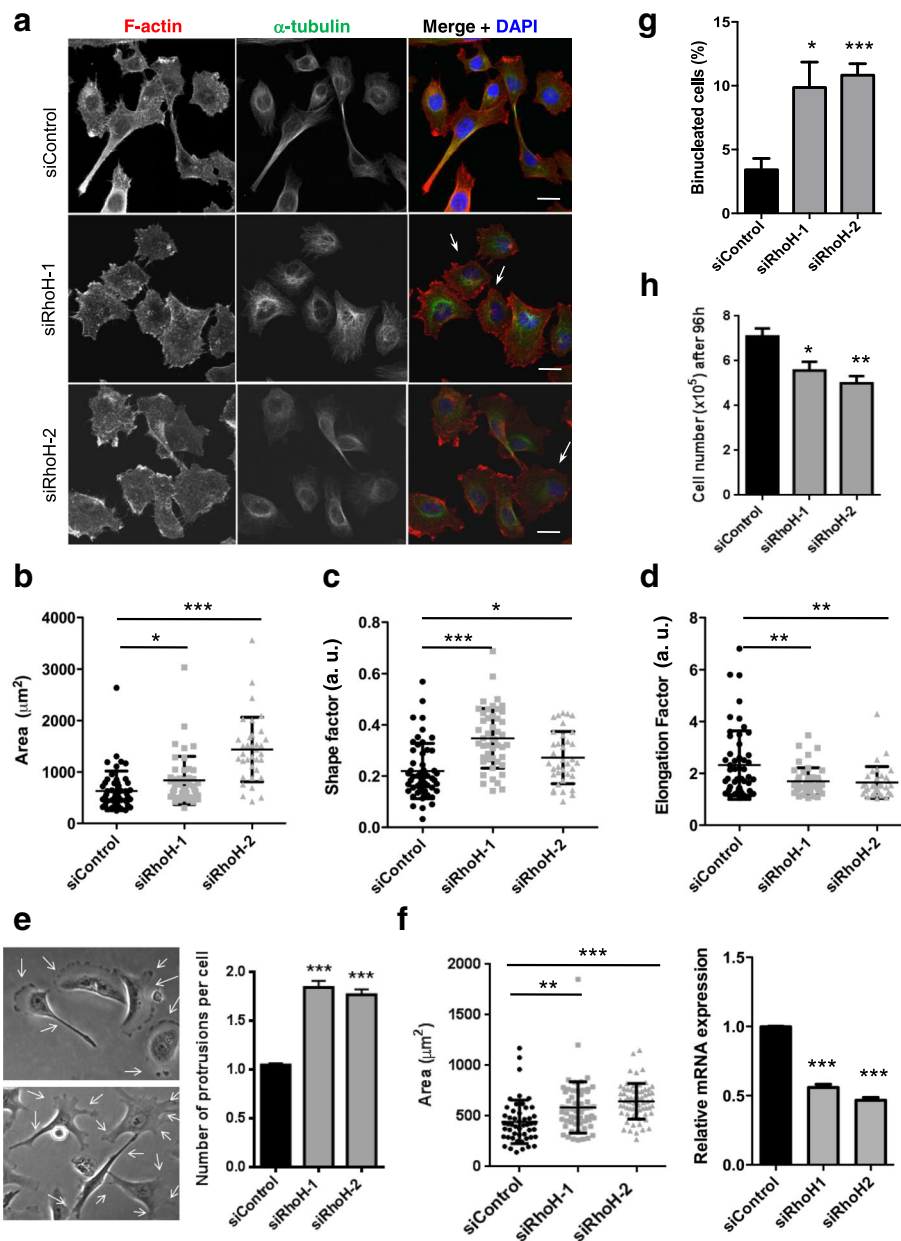 a
F-actin
α-tubulin
Merge + DAPI
siControl
siRhoH-1
siRhoH-2
g
Binucleated cells (%)
15
10
5
0
*
***
siControl
siRhoH-1
siRhoH-2
h
Cell number (x10⁵) after 96h
8
6
4
2
0
*
**
siControl
siRhoH-1
siRhoH-2
b
Area (μm²)
4000
3000
2000
1000
0
***
*
siControl
siRhoH-1
siRhoH-2
c
Shape factor (a. u.)
0.8
0.6
0.4
0.2
0.0
*
***
siControl
siRhoH-1
siRhoH-2
d
Elongation Factor (a. u.)
8
6
4
2
0
**
**
siControl
siRhoH-1
siRhoH-2
e
Number of protrusions per cell
2.0
1.0
0.0
***
***
siControl
siRhoH-1
siRhoH-2
f
Area (μm²)
2000
1500
1000
500
0
***
**
siControl
siRhoH-1
siRhoH-2
Relative mRNA expression
1.5
1.0
0.5
0.0
***
***
siControl
siRhoH1
siRhoH2